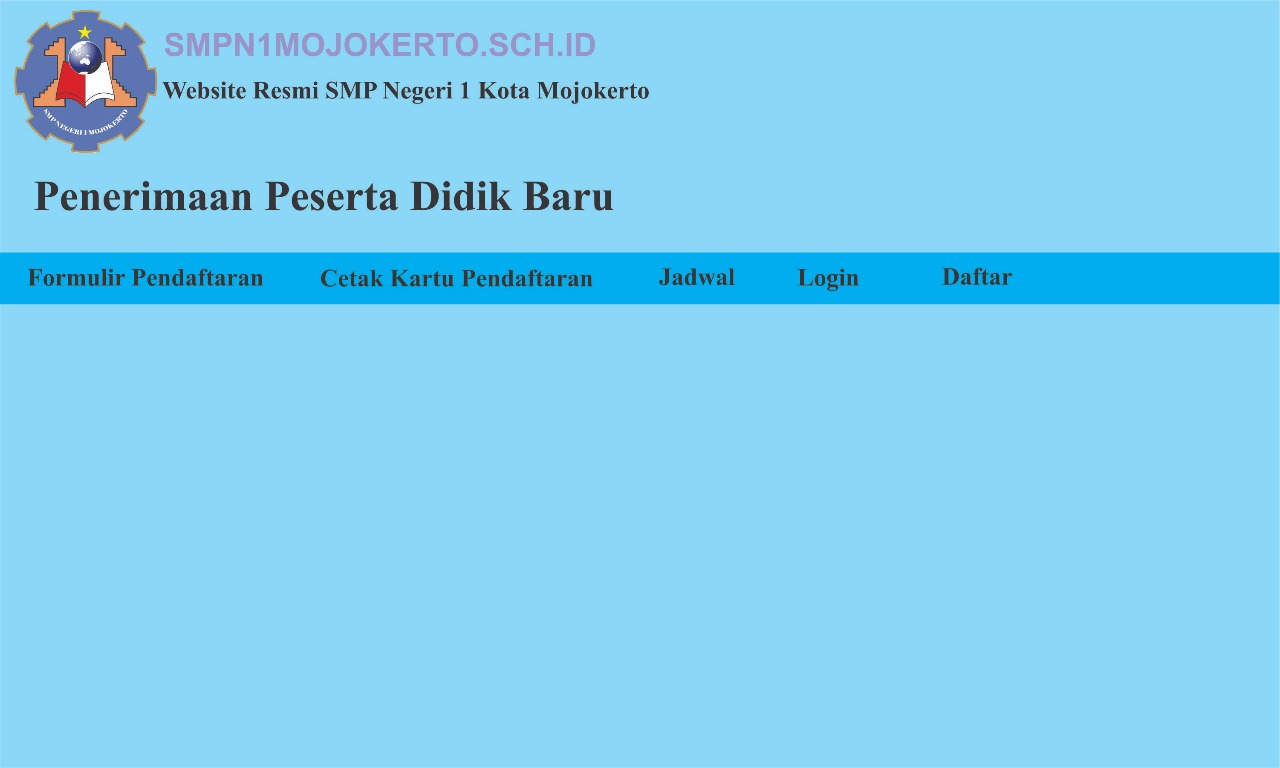 SMPN1MOJOKERTO.SCH.ID
Website Resmi SMP Negeri 1 Kota Mojokerto
SMP NEGERI 1 MOJOKERTO
Penerimaan Peserta Didik Baru
Formulir Pendaftaran Cetak Kartu Pendaftaran Jadwal Login Daftar